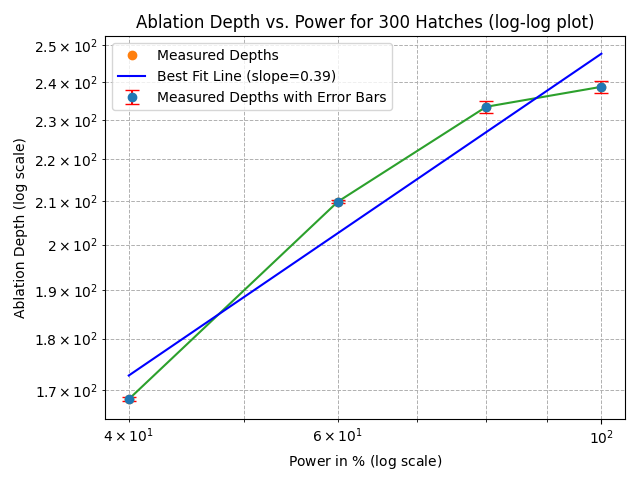 Ablation Depth vs. Power for 300 Hatches (log-log plot)
Measured Depths
Best Fit Line (slope=0.39)
Measured Depths with Error Bars
Ablation Depth (log scale)
2.5 × 10²
2.4 × 10²
2.3 × 10²
2.2 × 10²
2.1 × 10²
2 × 10²
1.9 × 10²
1.8 × 10²
1.7 × 10²
4 × 10¹
6 × 10¹
10²
Power in % (log scale)